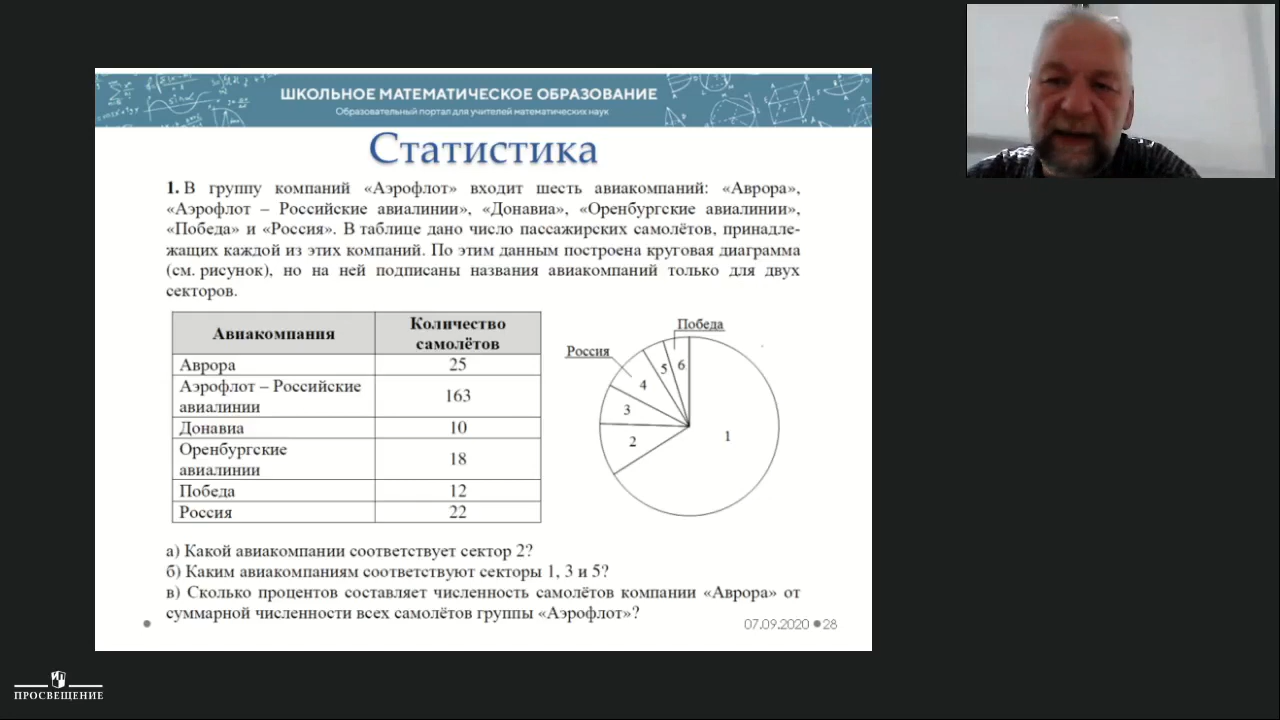 ШКОЛЬНОЕ МАТЕМАТИЧЕСКОЕ ОБРАЗОВАНИЕ
Образовательный портал для учителей математических наук
Статистика
1. В группу компаний «Аэрофлот» входит шесть авиакомпаний: «Аврора»,
«Аэрофлот – Российские авиалинии», «Донавиа», «Оренбургские авиалинии»,
«Победа» и «Россия». В таблице дано число пассажирских самолётов, принадле-
жащих каждой из этих компаний. По этим данным построена круговая диаграмма
(см. рисунок), но на ней подписаны названия авиакомпаний только для двух
секторов.
Авиакомпания
Количество
самолётов
Аврора 25
Аэрофлот – Российские
авиалинии
163
Донавиа 10
Оренбургские
авиалинии
18
Победа 12
Россия 22
Победа
Россия
5 6
4
3
2
1
а) Какой авиакомпании соответствует сектор 2?
б) Каким авиакомпаниям соответствуют секторы 1, 3 и 5?
в) Сколько процентов составляет численность самолётов компании «Аврора» от
суммарной численности всех самолётов группы «Аэрофлот»?
07.09.2020 28
ПРОСВЕЩЕНИЕ